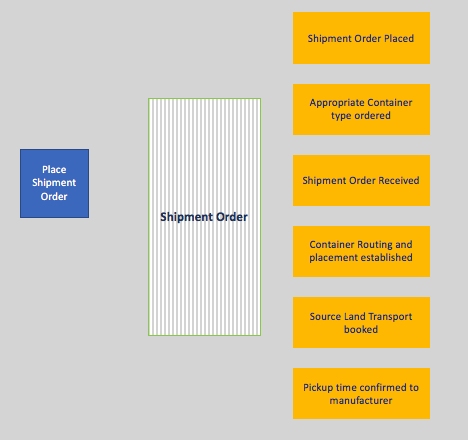 Place
Shipment
Order
Shipment Order
Shipment Order Placed
Appropriate Container
type ordered
Shipment Order Received
Container Routing and
placement established
Source Land Transport
booked
Pickup time confirmed to
manufacturer